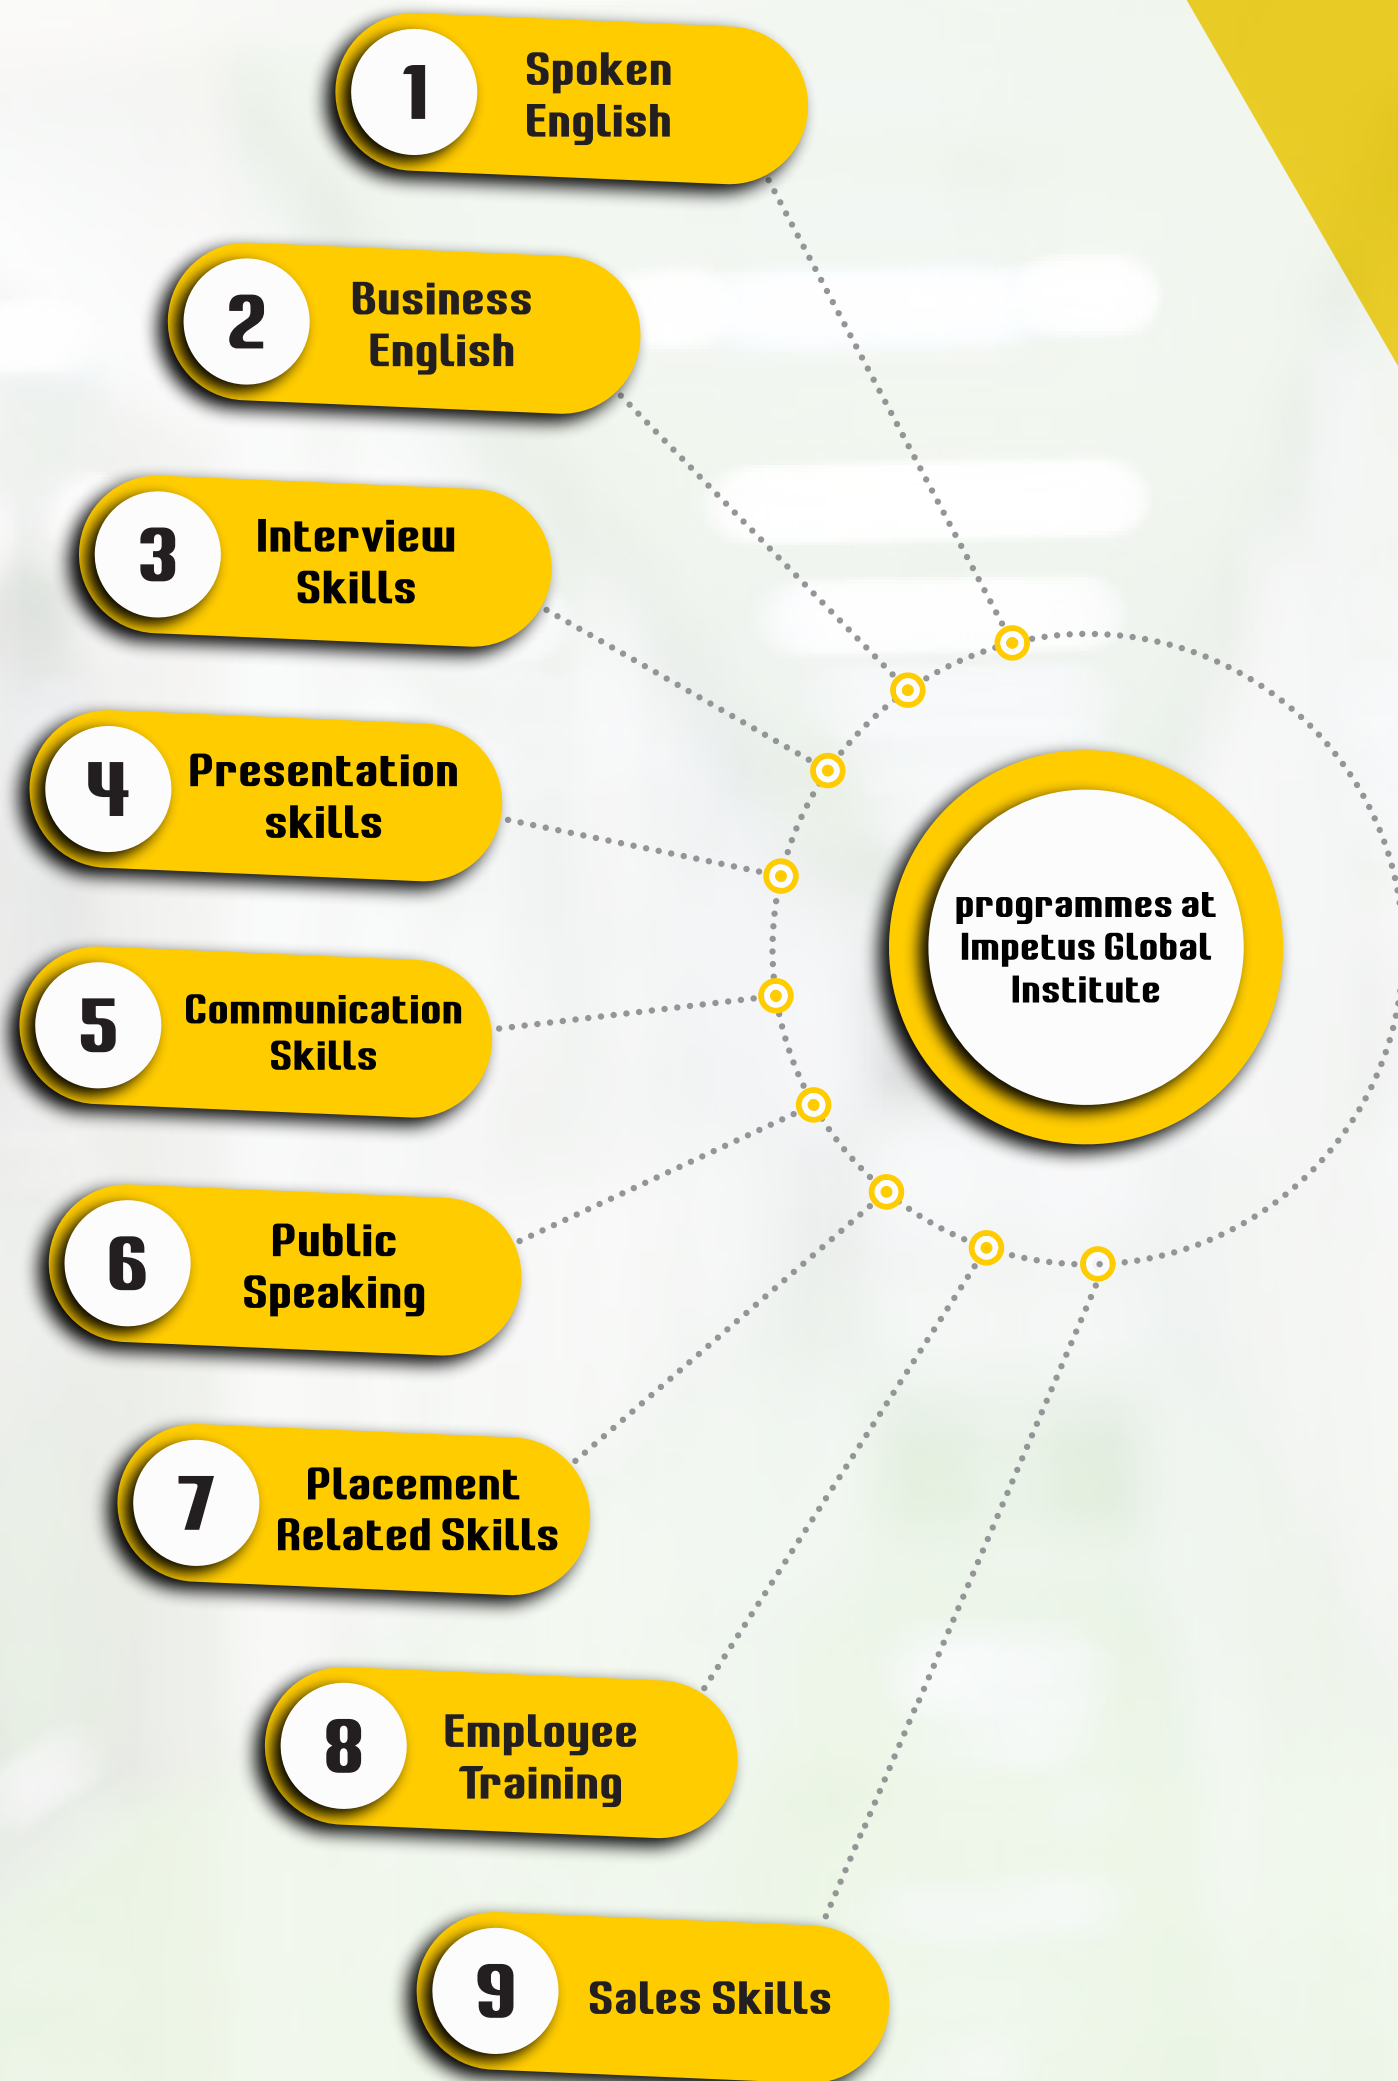 1
Spoken
English
2
Business
English
3
Interview
Skills
4
Presentation
skills
5
Communication
Skills
6
Public
Speaking
7
Placement
Related Skills
8
Employee
Training
9
Sales Skills
programmes at
Impetus Global
Institute